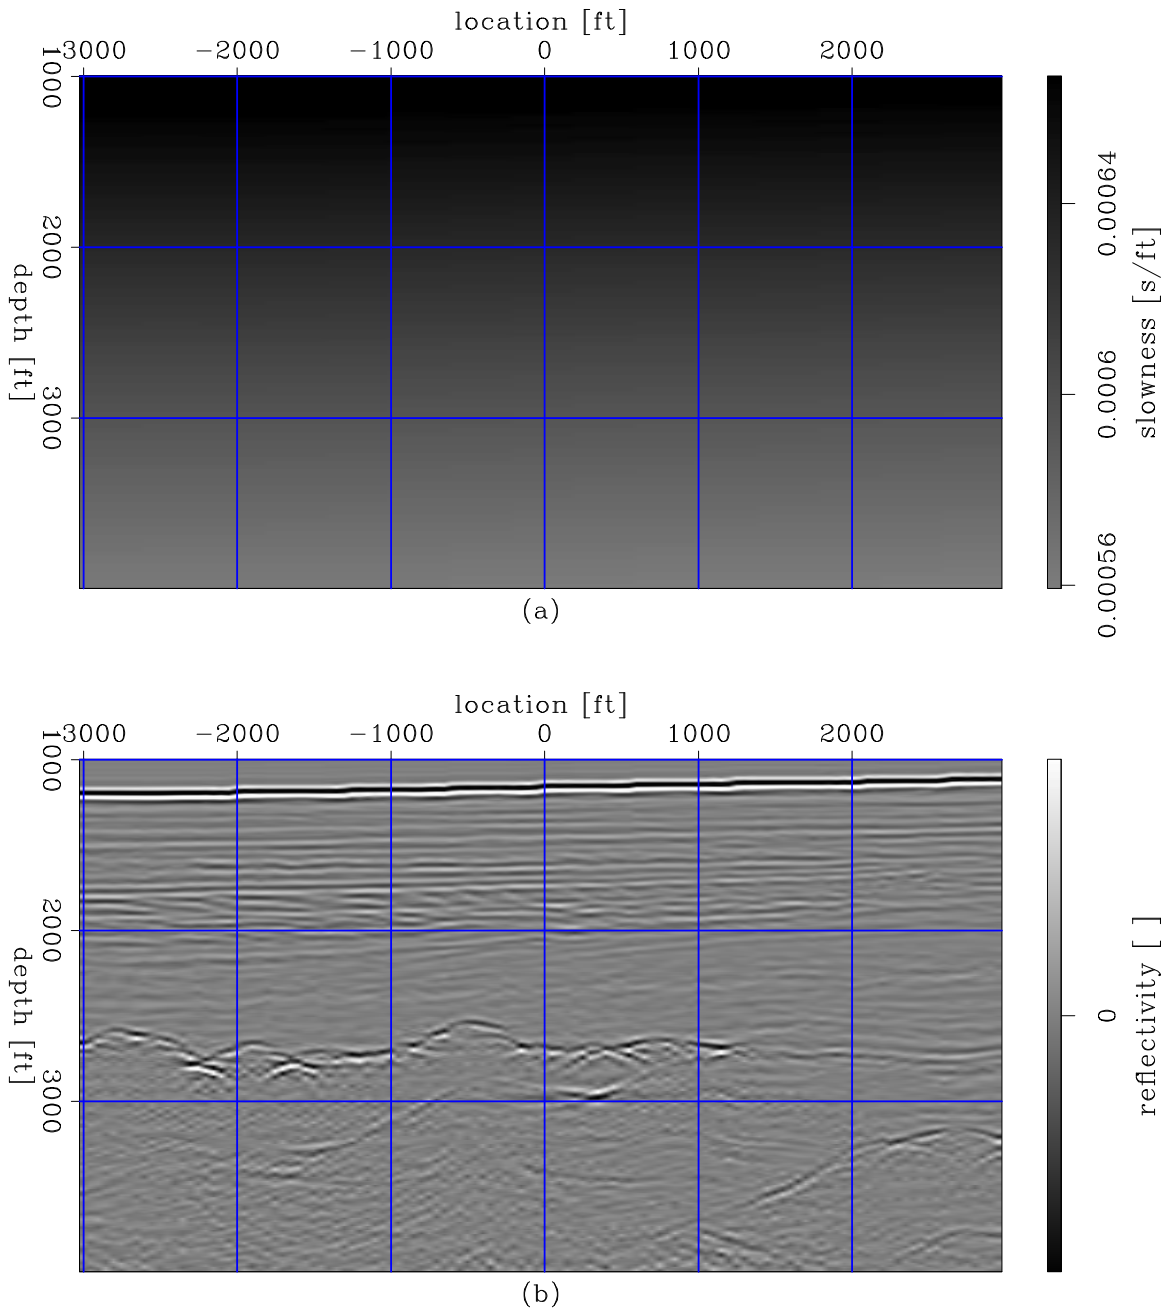 location [ft]
-3000 -2000 -1000 0 1000 2000
1000
2000
3000
depth [ft]
0.00064
0.0006
0.00056
slowness [s/ft]
(a)
location [ft]
-3000 -2000 -1000 0 1000 2000
1000
2000
3000
depth [ft]
0
reflectivity [ ]
(b)